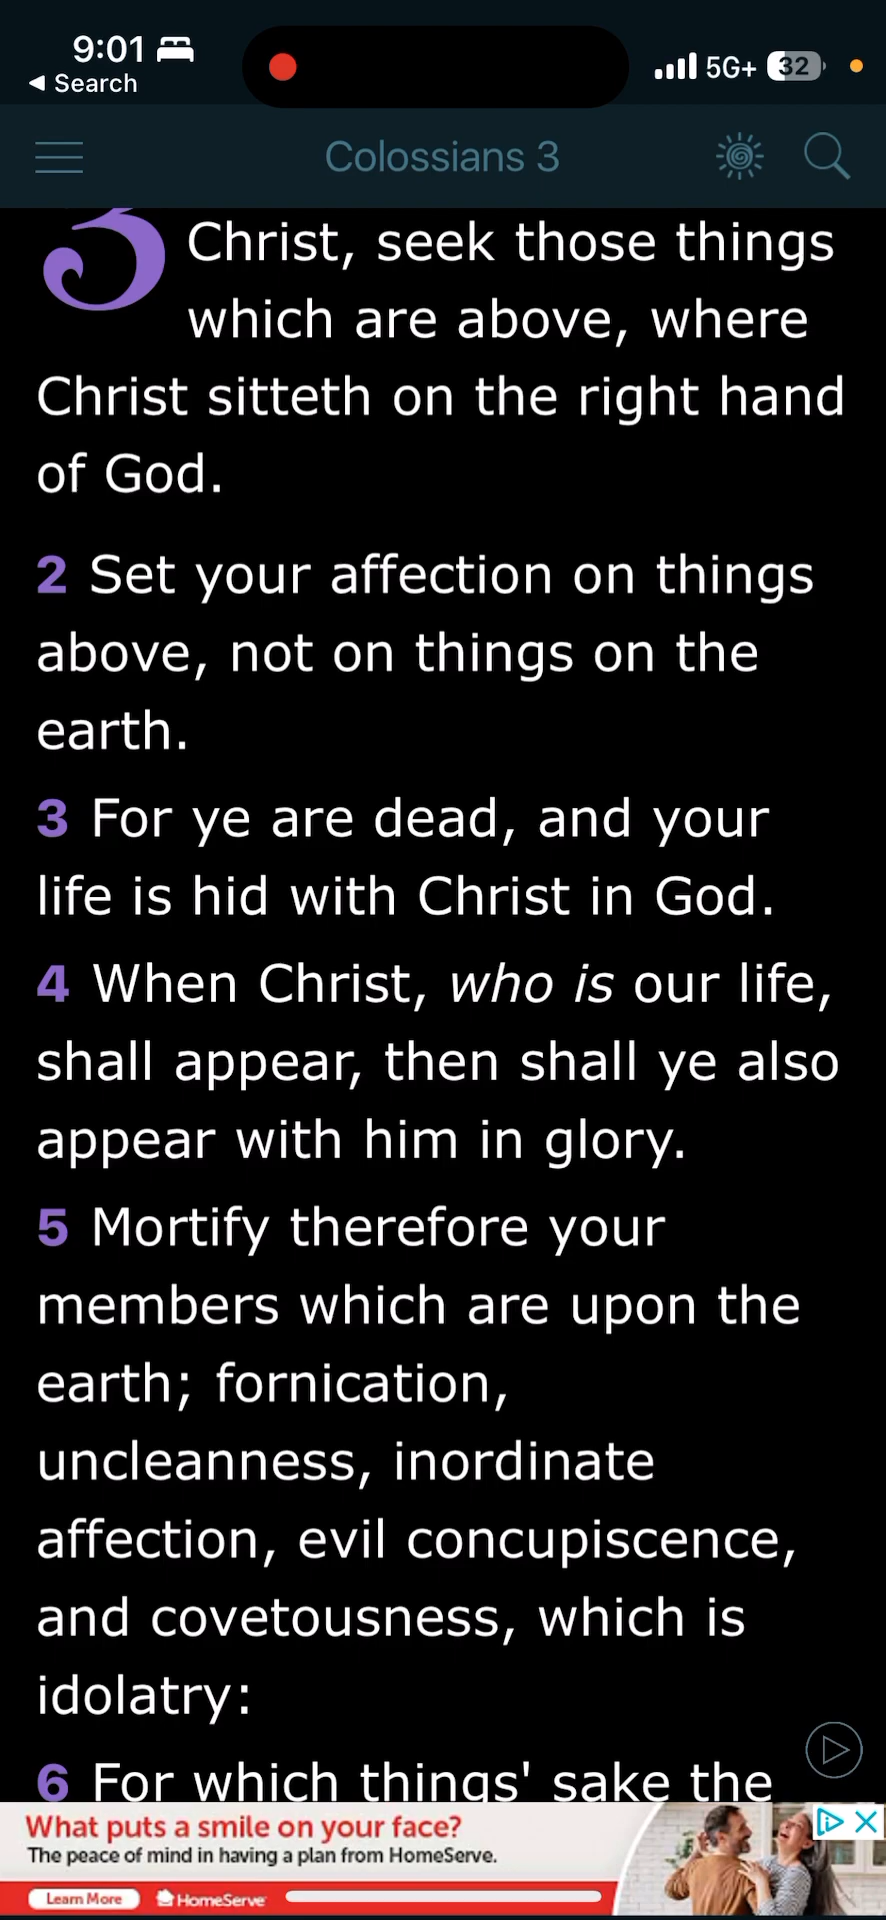 9:01
◀ Search
5G+ 32
Colossians 3
3 Christ, seek those things
which are above, where
Christ sitteth on the right hand
of God.
2 Set your affection on things
above, not on things on the
earth.
3 For ye are dead, and your
life is hid with Christ in God.
4 When Christ, who is our life,
shall appear, then shall ye also
appear with him in glory.
5 Mortify therefore your
members which are upon the
earth; fornication,
uncleanness, inordinate
affection, evil concupiscence,
and covetousness, which is
idolatry:
6 For which things' sake the
What puts a smile on your face?
The peace of mind in having a plan from HomeServe.
Learn More HomeServe